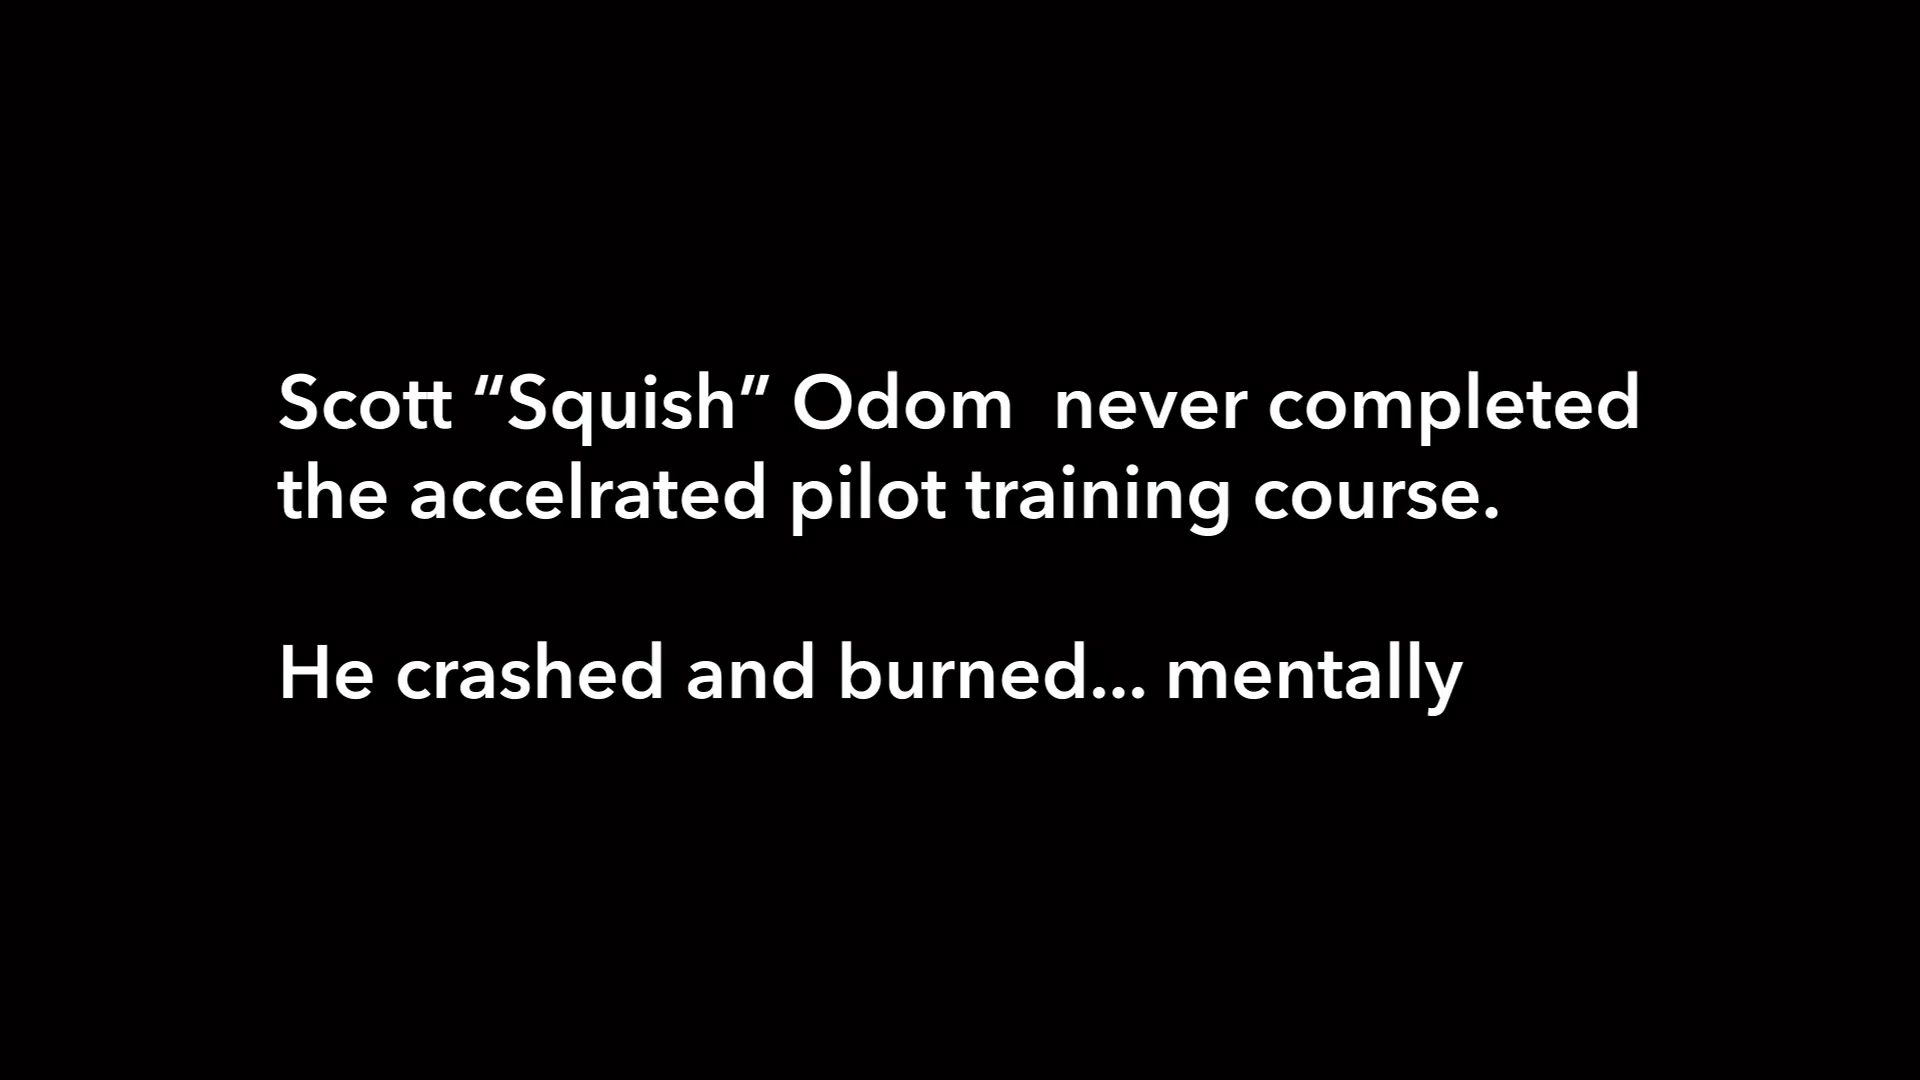 Scott “Squish” Odom  never completed
the accelrated pilot training course.
He crashed and burned... mentally